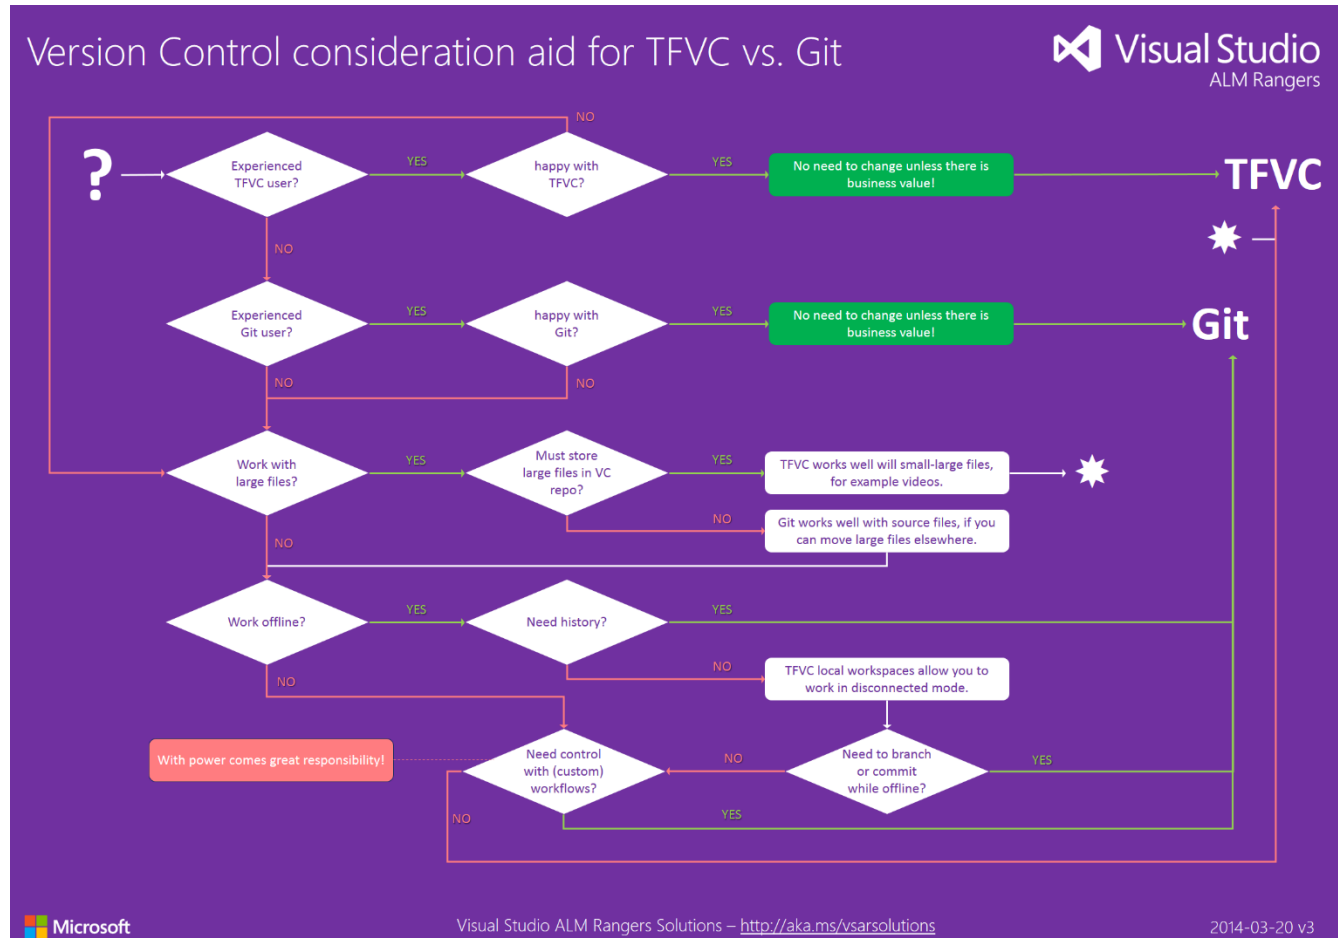 Version Control consideration aid for TFVC vs. Git
Visual Studio
ALM Rangers
NO
?
Experienced
TFVC user?
YES
happy with
TFVC?
YES
No need to change unless there is
business value!
TFVC
NO
Experienced
Git user?
YES
happy with
Git?
YES
No need to change unless there is
business value!
Git
NO
NO
Work with
large files?
YES
Must store
large files in VC
repo?
YES
TFVC works well will small-large files,
for example videos.
NO
Git works well with source files, if you
can move large files elsewhere.
NO
Work offline?
YES
Need history?
YES
NO
TFVC local workspaces allow you to
work in disconnected mode.
NO
With power comes great responsibility!
Need control
with (custom)
workflows?
NO
Need to branch
or commit
while offline?
YES
NO
YES
Microsoft
Visual Studio ALM Rangers Solutions – http://aka.ms/vsarsolutions
2014-03-20 v3